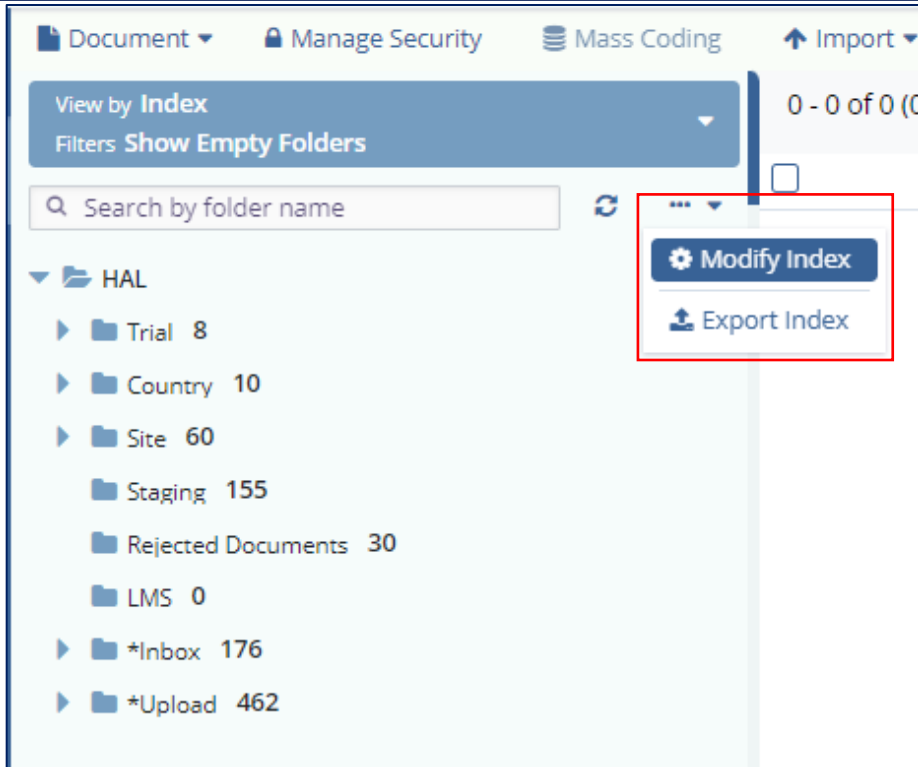 Document Manage Security Mass Coding Import
View by Index
Filters Show Empty Folders
0 - 0 of 0 (0
Search by folder name
Modify Index
Export Index
HAL
Trial 8
Country 10
Site 60
Staging 155
Rejected Documents 30
LMS 0
*Inbox 176
*Upload 462